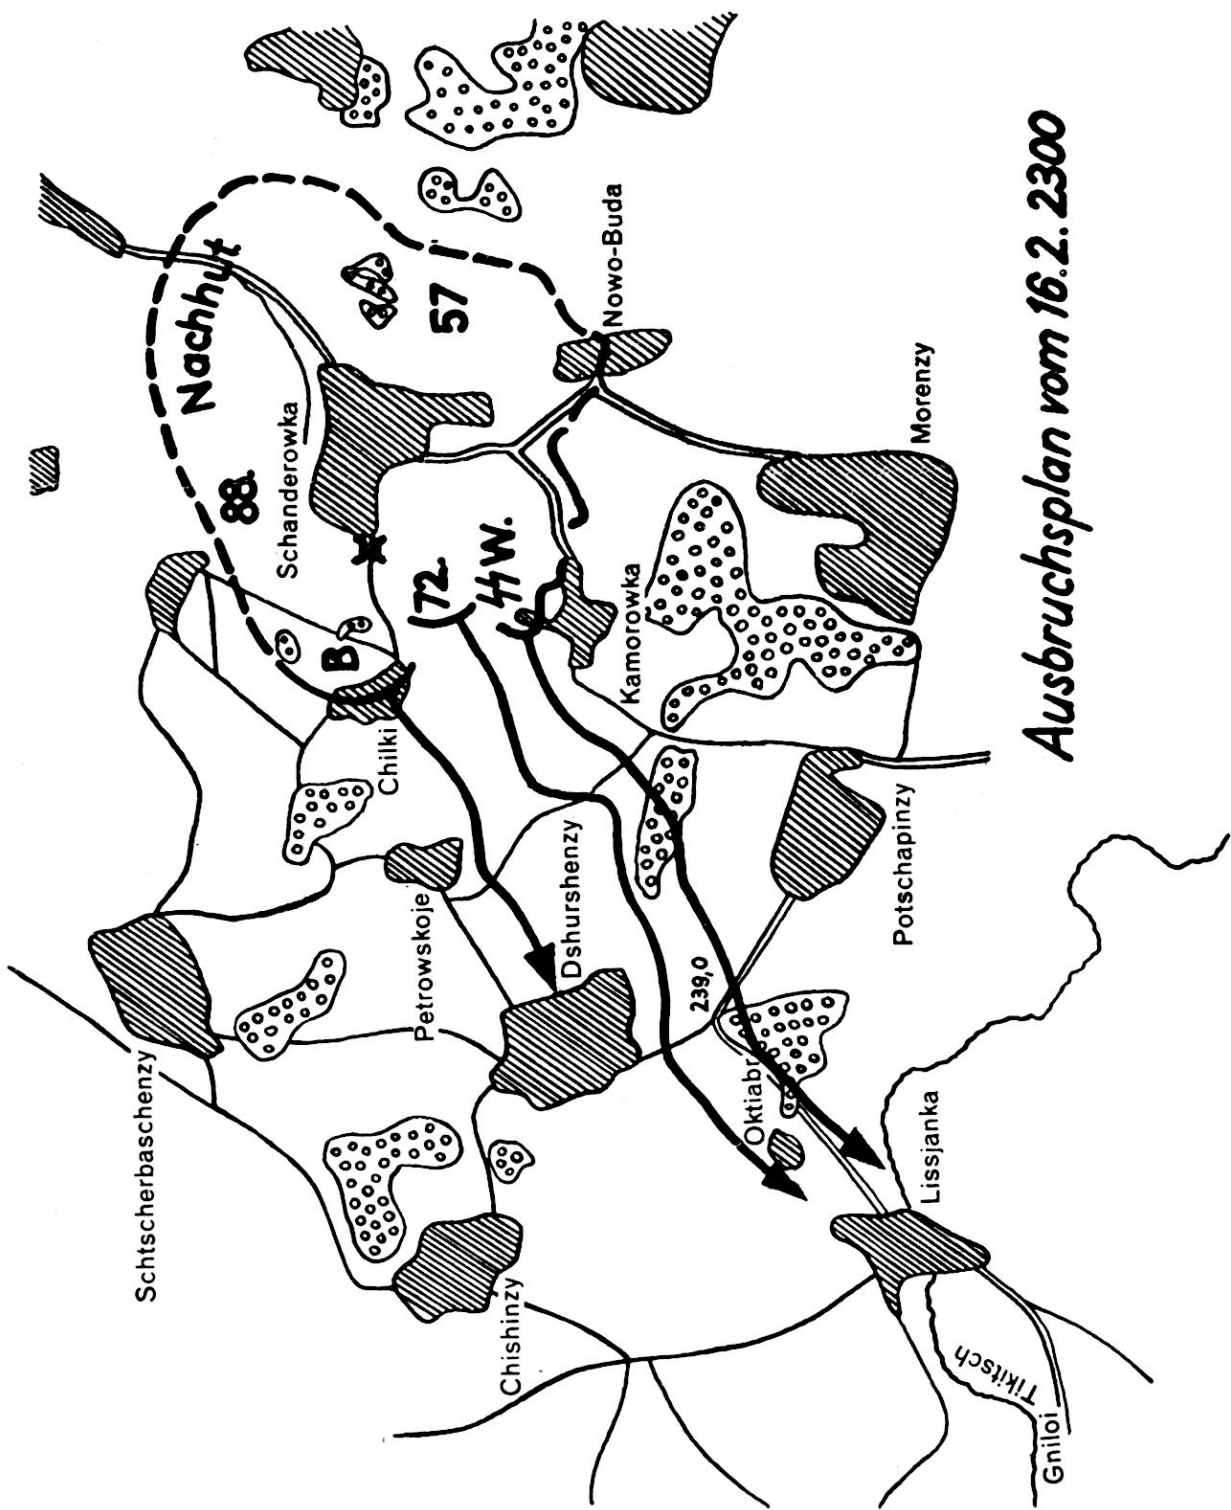 Schtscherbaschenzy
Nachhut
88.
Schanderowka
B
Chilki
Petrowskoje
72.
57
SS W.
Chishinzy
Dshurshenzy
Nowo-Buda
Kamorowka
239,0
Oktiabr
Potschapinzy
Morenzy
Lissjanka
Gniloi
Tikitsch
Ausbruchsplan vom 16.2.2300